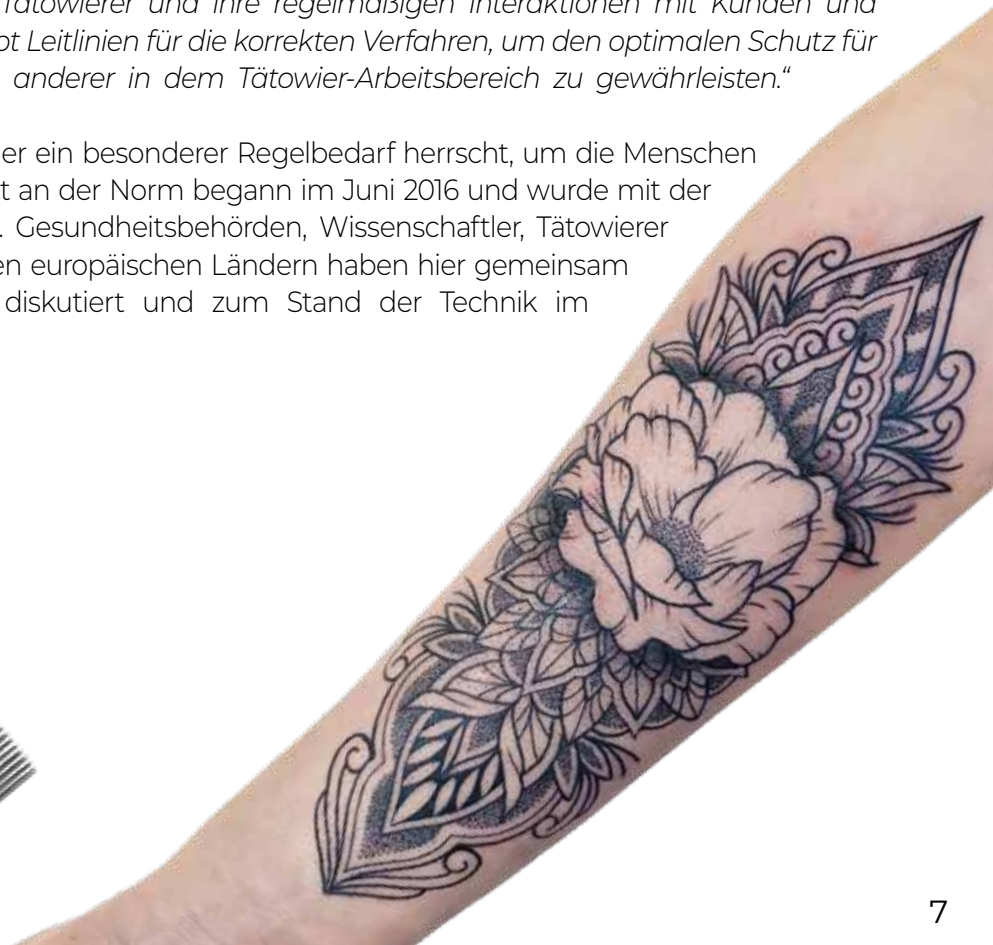 Tätowierer und ihre regelmäßigen Interaktionen mit Kunden und
Leitlinien für die korrekten Verfahren, um den optimalen Schutz für
anderer in dem Tätowier-Arbeitsbereich zu gewährleisten.“
er ein besonderer Regelbedarf herrscht, um die Menschen
t an der Norm begann im Juni 2016 und wurde mit der
. Gesundheitsbehörden, Wissenschaftler, Tätowierer
en europäischen Ländern haben hier gemeinsam
diskutiert und zum Stand der Technik im
7